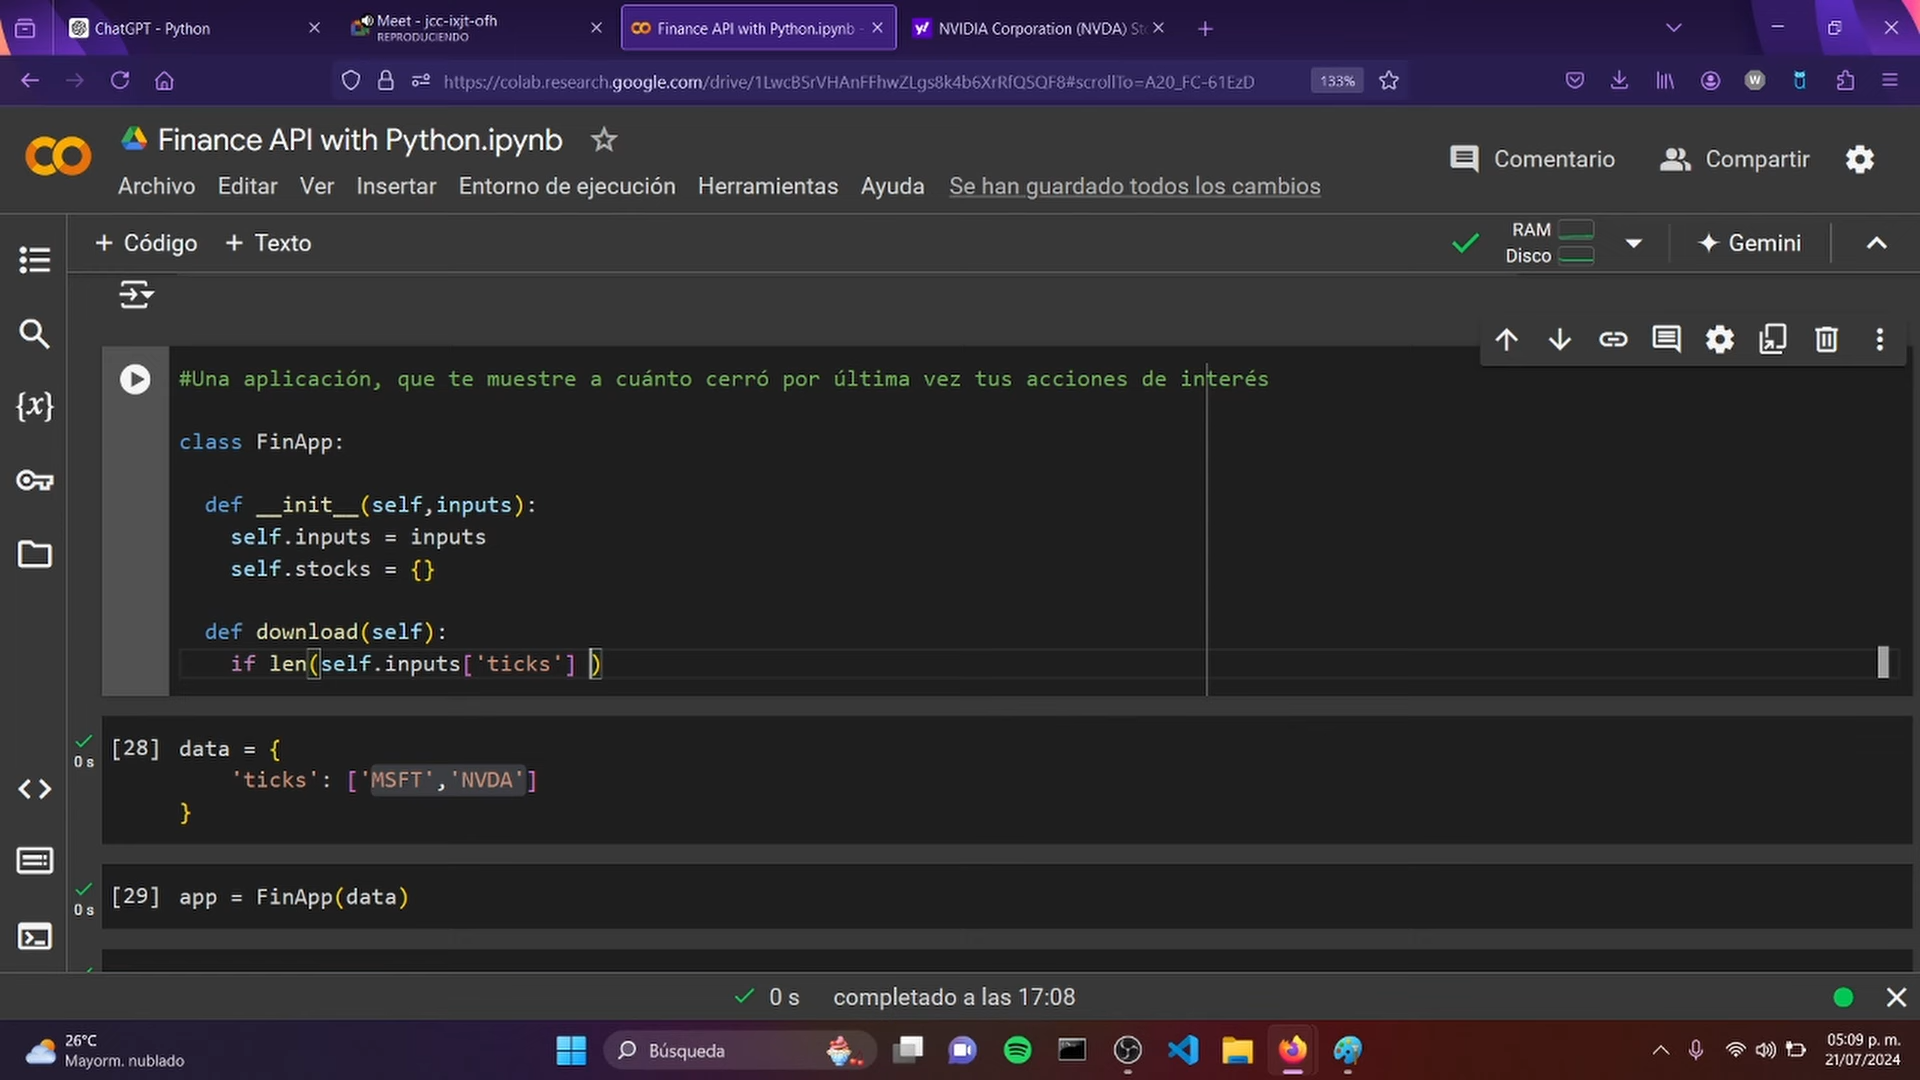 ChatGPT - Python
Meet - jcc-ixjt-ofh
REPRODUCIENDO
Finance API with Python.ipynb -
NVIDIA Corporation (NVDA) Sto
https://colab.research.google.com/drive/1LwcBSrVHAnFFhwZLgs8k4b6XrRfQSQF8#scrollTo=A20_FC-61EzD
133%
W
Finance API with Python.ipynb
Comentario
Compartir
Archivo Editar Ver Insertar Entorno de ejecución Herramientas Ayuda Se han guardado todos los cambios
+ Código + Texto
RAM
Disco
Gemini
{x}
#Una aplicación, que te muestre a cuánto cerró por última vez tus acciones de interés
class FinApp:
def __init__(self,inputs):
self.inputs = inputs
self.stocks = {}
def download(self):
if len(self.inputs['ticks'] )
0 s
[28] data = {
'ticks': ['MSFT','NVDA']
}
0 s
[29] app = FinApp(data)
0 s completado a las 17:08
26°C
Mayorm. nublado
Búsqueda
05:09 p. m.
21/07/2024